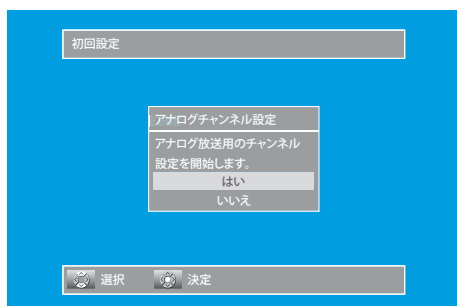 初回設定
アナログチャンネル設定
アナログ放送用のチャンネル
設定を開始します。
はい
いいえ
選択 決定